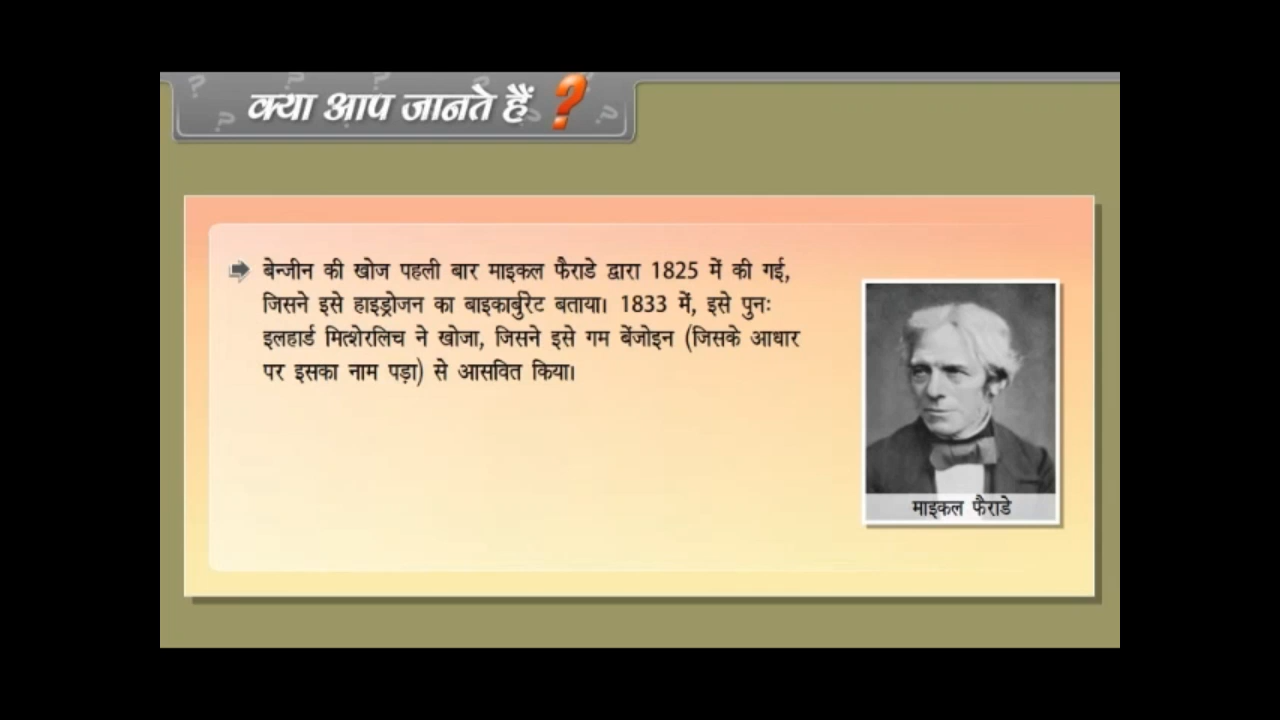 क्या आप जानते हैं ?
बेन्जीन की खोज पहली बार माइकल फैराडे द्वारा 1825 में की गई,
जिसने इसे हाइड्रोजन का बाइकार्बुरेट बताया। 1833 में, इसे पुनः
इलहार्ड मित्शेरलिच ने खोजा, जिसने इसे गम बेंजोइन (जिसके आधार
पर इसका नाम पड़ा) से आसवित किया।
माइकल फैराडे